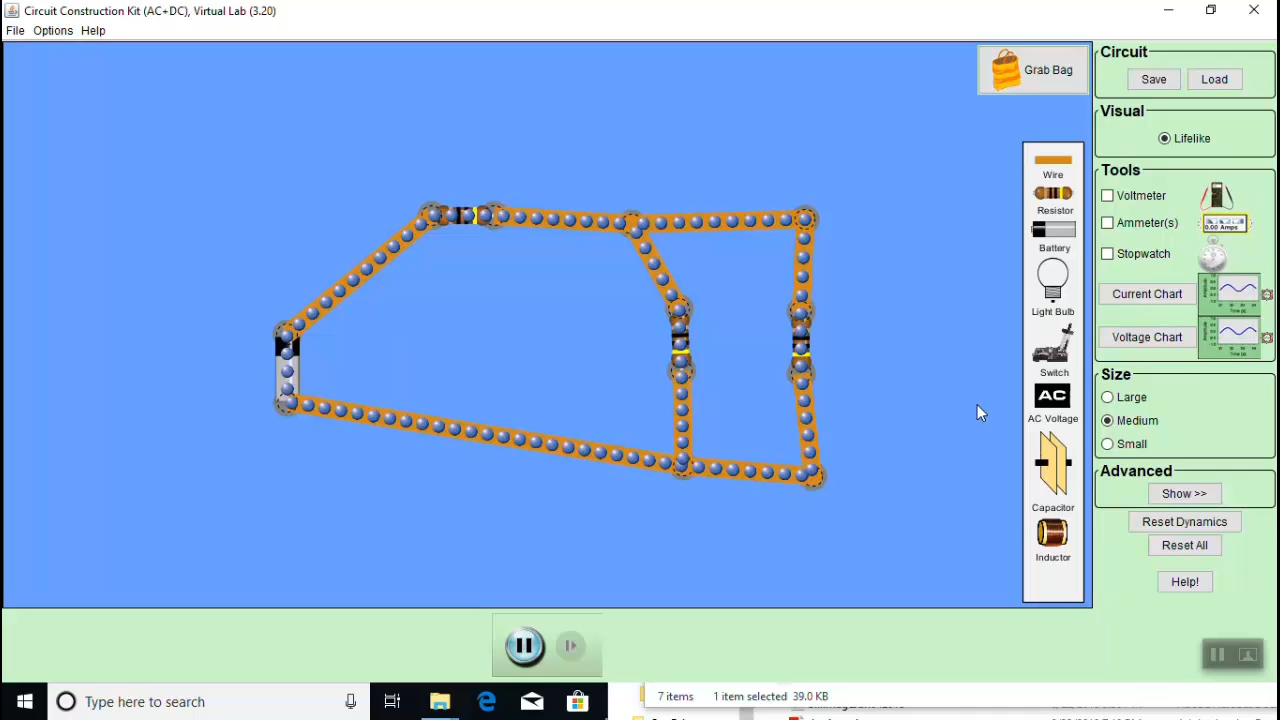 Circuit Construction Kit (AC+DC), Virtual Lab (3.20)
File Options Help
Grab Bag
Wire
Resistor
Battery
Light Bulb
Switch
AC
AC Voltage
Capacitor
Inductor
Circuit
Save Load
Visual
Lifelike
Tools
Voltmeter
Ammeter(s)
0.00 Amps
Stopwatch
Current Chart
Voltage Chart
Size
Large
Medium
Small
Advanced
Show >>
Reset Dynamics
Reset All
Help!
Type here to search
7 items 1 item selected 39.0 KB